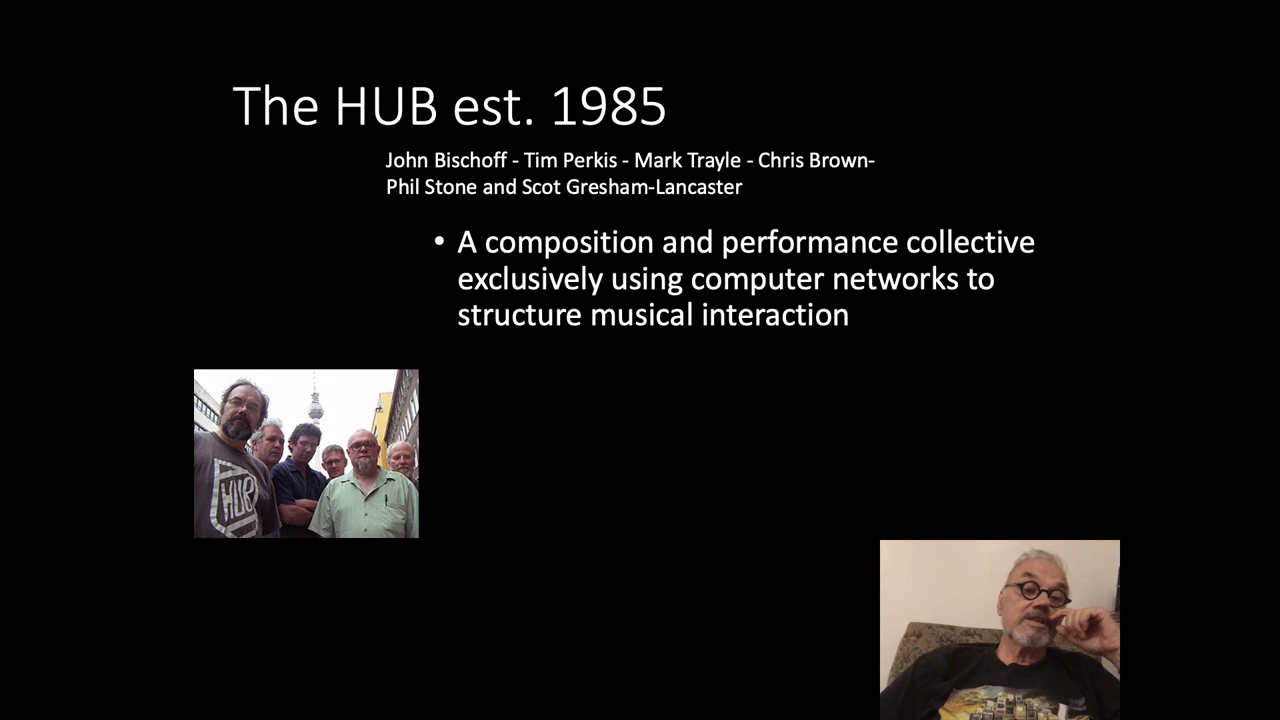 The HUB est. 1985
John Bischoff - Tim Perkis - Mark Trayle - Chris Brown-
Phil Stone and Scot Gresham-Lancaster
• A composition and performance collective
exclusively using computer networks to
structure musical interaction
HUB